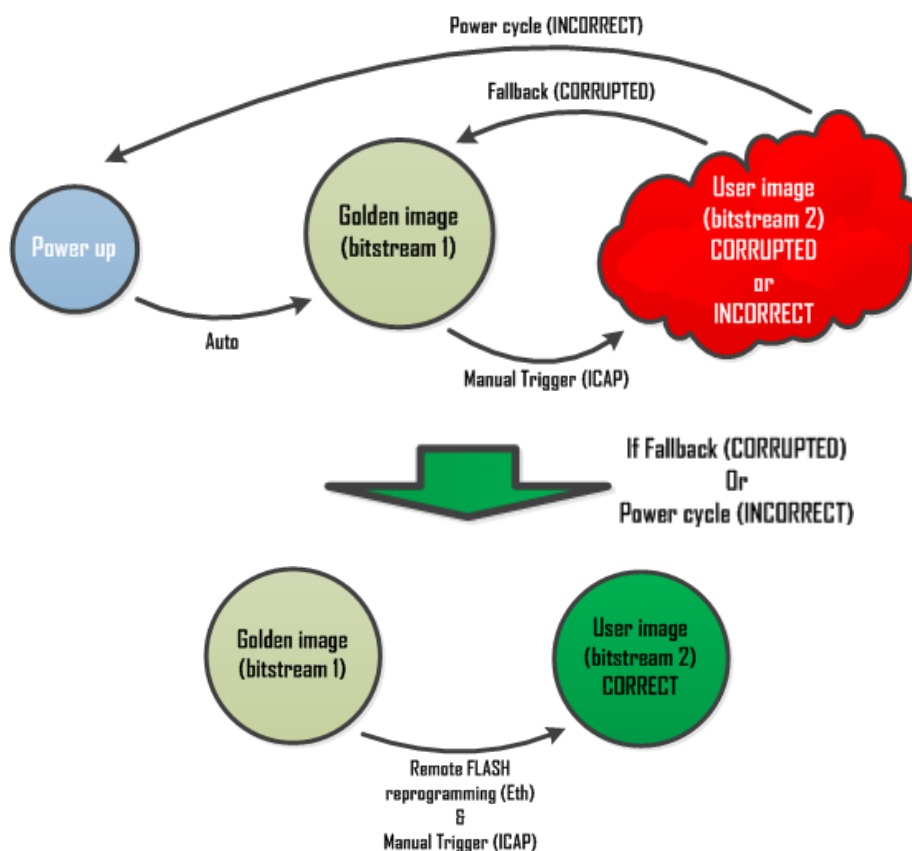 Power cycle (INCORRECT)
Fallback (CORRUPTED)
Power up
Golden image
(bitstream 1)
User image
(bitstream 2)
CORRUPTED
or
INCORRECT
Auto
Manual Trigger (ICAP)
If Fallback (CORRUPTED)
Or
Power cycle (INCORRECT)
Golden image
(bitstream 1)
User image
(bitstream 2)
CORRECT
Remote FLASH
reprogramming (Eth)
&
Manual Trigger (ICAP)